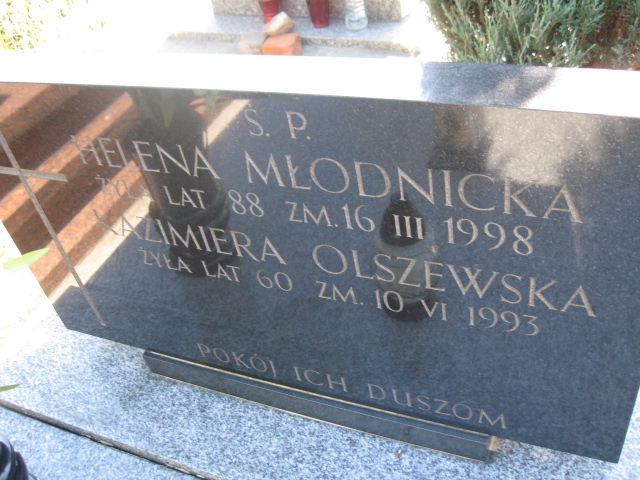 Ś. P.
HELENA MŁODNICKA
ŻYŁA LAT 88 ZM. 16 III 1998
KAZIMIERA OLSZEWSKA
ŻYŁA LAT 60 ZM. 10 VI 1993
POKÓJ ICH DUSZOM